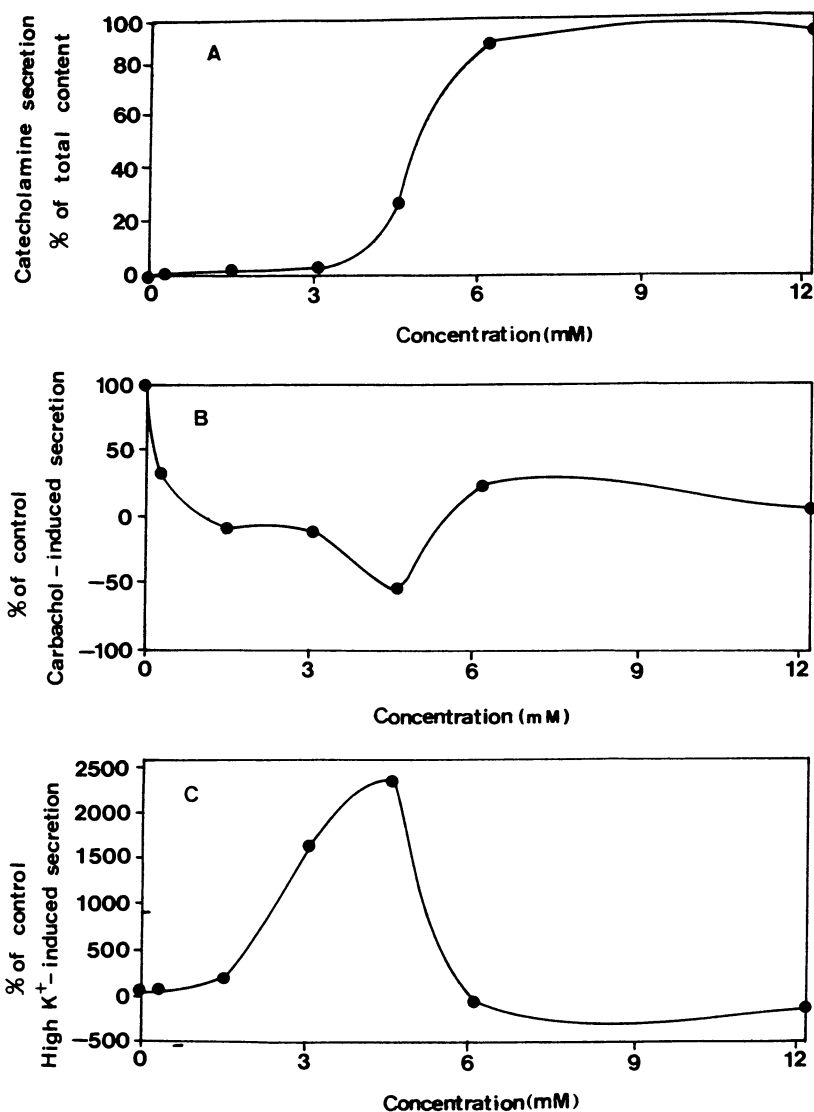 A
Catecholamine secretion
% of total content
100
80
60
40
20
0
0 3 6 9 12
Concentration (mM)
B
% of control
Carbachol-induced secretion
100
50
0
−50
−100
0 3 6 9 12
Concentration (mM)
C
% of control
High K⁺-induced secretion
2500
2000
1500
1000
500
0
−500
0 3 6 9 12
Concentration (mM)